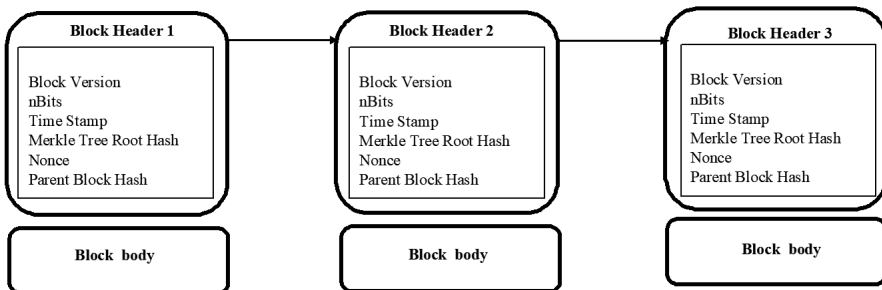 Block Header 1
Block Version
nBits
Time Stamp
Merkle Tree Root Hash
Nonce
Parent Block Hash
Block body
Block Header 2
Block Version
nBits
Time Stamp
Merkle Tree Root Hash
Nonce
Parent Block Hash
Block body
Block Header 3
Block Version
nBits
Time Stamp
Merkle Tree Root Hash
Nonce
Parent Block Hash
Block body